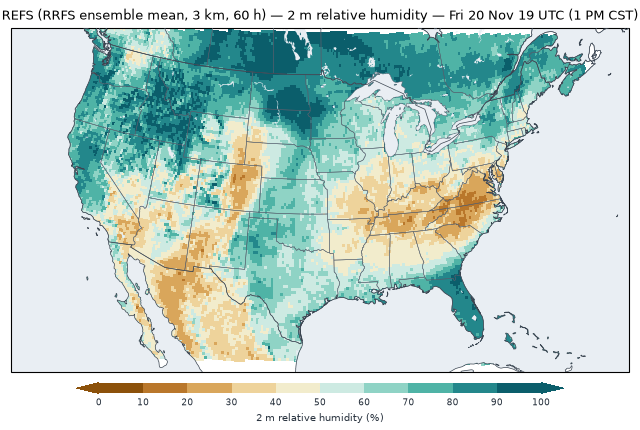 REFS (RRFS ensemble mean, 3 km, 60 h) — 2 m relative humidity — Fri 20 Nov 19 UTC (1 PM CST)
0 10 20 30 40 50 60 70 80 90 100
2 m relative humidity (%)